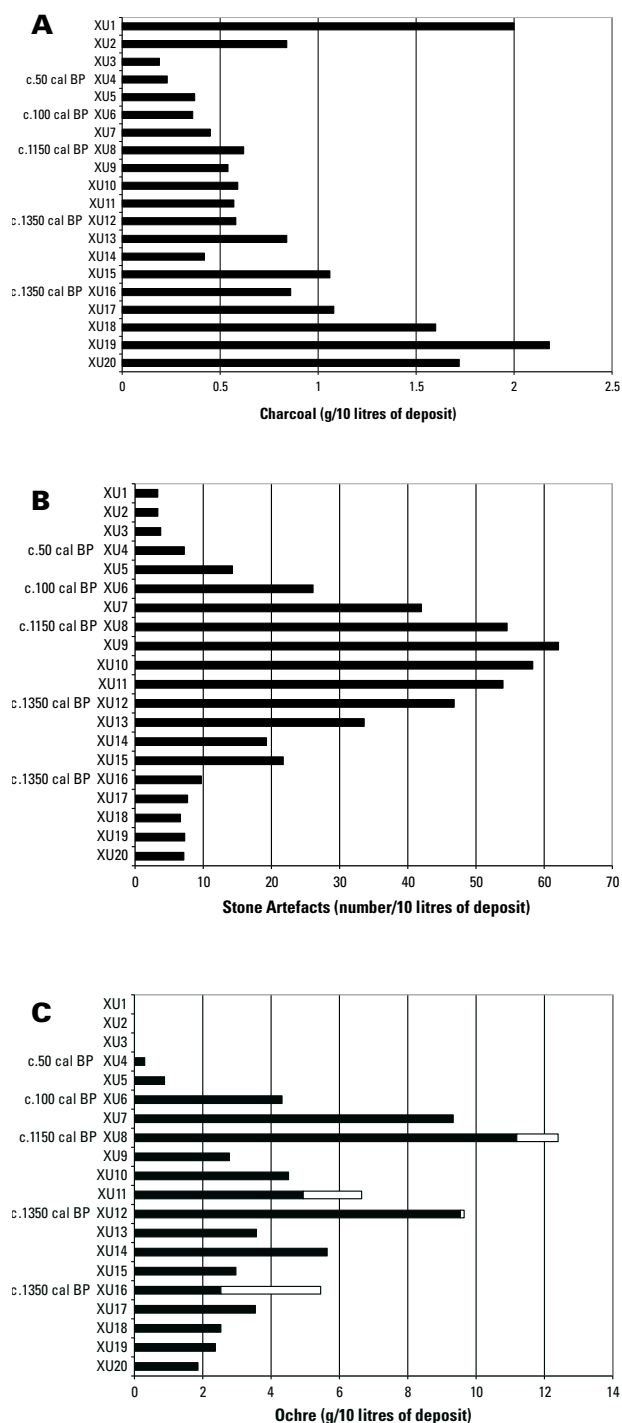 A
XU1
XU2
XU3
c.50 cal BP XU4
XU5
c.100 cal BP XU6
XU7
c.1150 cal BP XU8
XU9
XU10
XU11
c.1350 cal BP XU12
XU13
XU14
XU15
c.1350 cal BP XU16
XU17
XU18
XU19
XU20
0 0.5 1 1.5 2 2.5
Charcoal (g/10 litres of deposit)
B
XU1
XU2
XU3
c.50 cal BP XU4
XU5
c.100 cal BP XU6
XU7
c.1150 cal BP XU8
XU9
XU10
XU11
c.1350 cal BP XU12
XU13
XU14
XU15
c.1350 cal BP XU16
XU17
XU18
XU19
XU20
0 10 20 30 40 50 60 70
Stone Artefacts (number/10 litres of deposit)
C
XU1
XU2
XU3
c.50 cal BP XU4
XU5
c.100 cal BP XU6
XU7
c.1150 cal BP XU8
XU9
XU10
XU11
c.1350 cal BP XU12
XU13
XU14
XU15
c.1350 cal BP XU16
XU17
XU18
XU19
XU20
0 2 4 6 8 10 12 14
Ochre (g/10 litres of deposit)